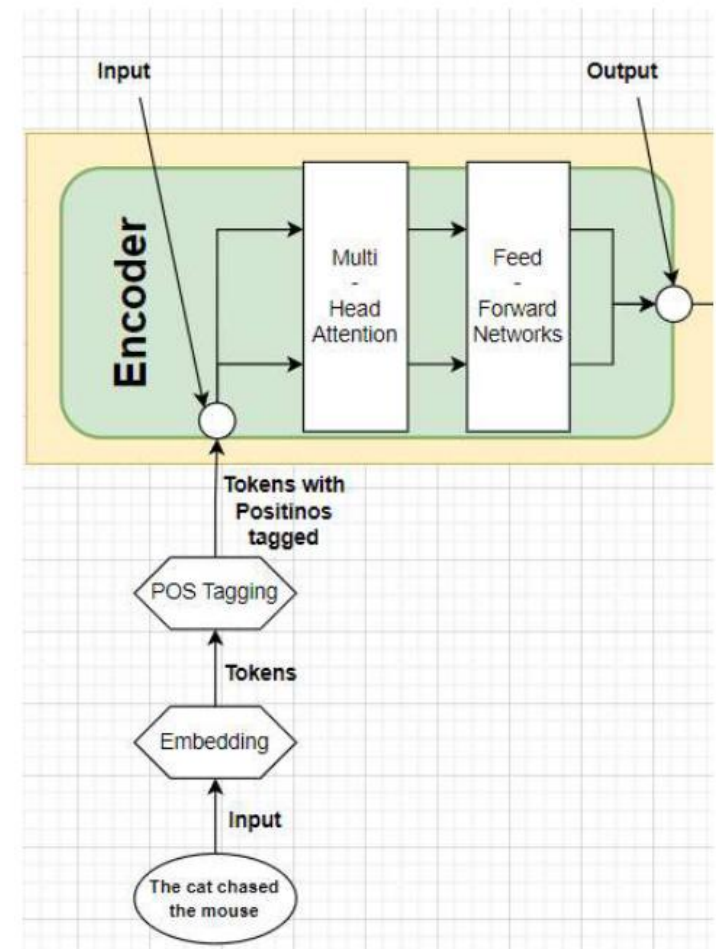 Input
Output
Encoder
Multi
-
Head
Attention
Feed
-
Forward
Networks
Tokens with
Positinos
tagged
POS Tagging
Tokens
Embedding
Input
The cat chased
the mouse